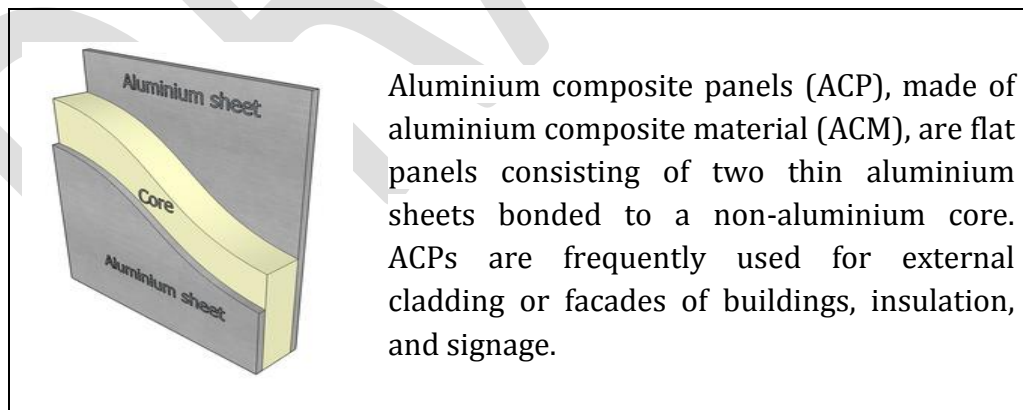 Aluminium sheet
Core
Aluminium sheet
Aluminium composite panels (ACP), made of
aluminium composite material (ACM), are flat
panels consisting of two thin aluminium
sheets bonded to a non-aluminium core.
ACPs are frequently used for external
cladding or facades of buildings, insulation,
and signage.